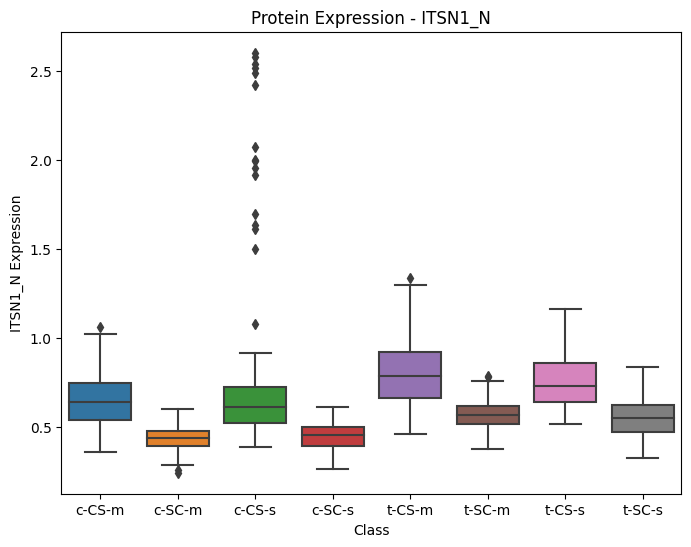 Protein Expression - ITSN1_N
ITSN1_N Expression
2.5
2.0
1.5
1.0
0.5
c-CS-m c-SC-m c-CS-s c-SC-s t-CS-m t-SC-m t-CS-s t-SC-s
Class